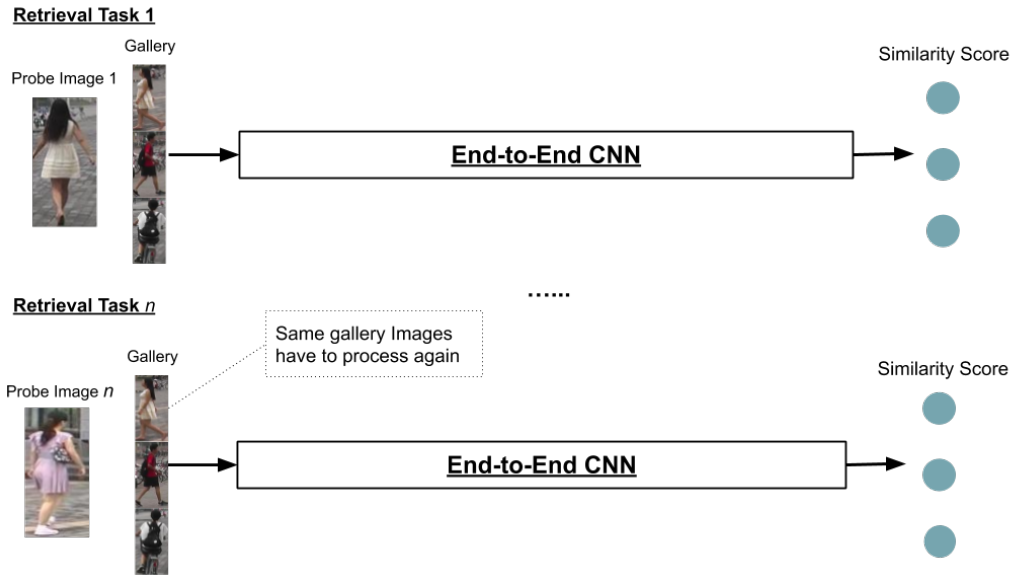 Retrieval Task 1
Gallery
Similarity Score
Probe Image 1
End-to-End CNN
…...
Retrieval Task n
Same gallery Images
have to process again
Gallery
Similarity Score
Probe Image n
End-to-End CNN